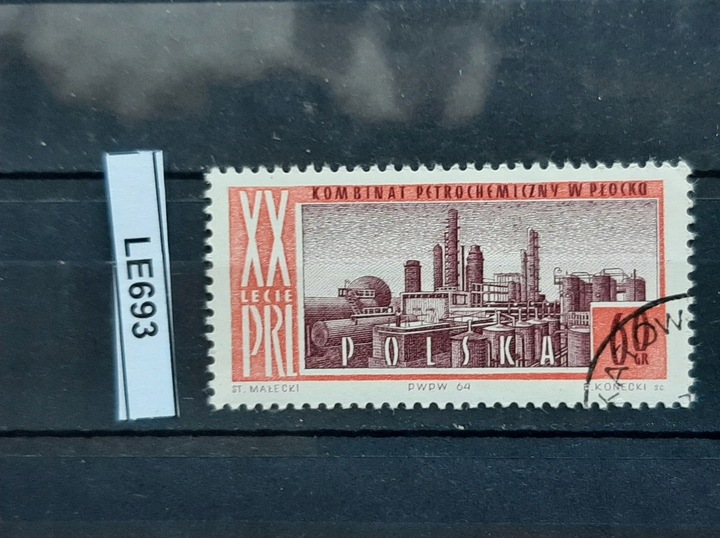 LE693
KOMBINAT PETROCHEMICZNY W PŁOCKU
XX
LECIE
PRL
POLSKA
60
GR
ST. MAŁECKI
PWPW 64
E. KONECKI SC.